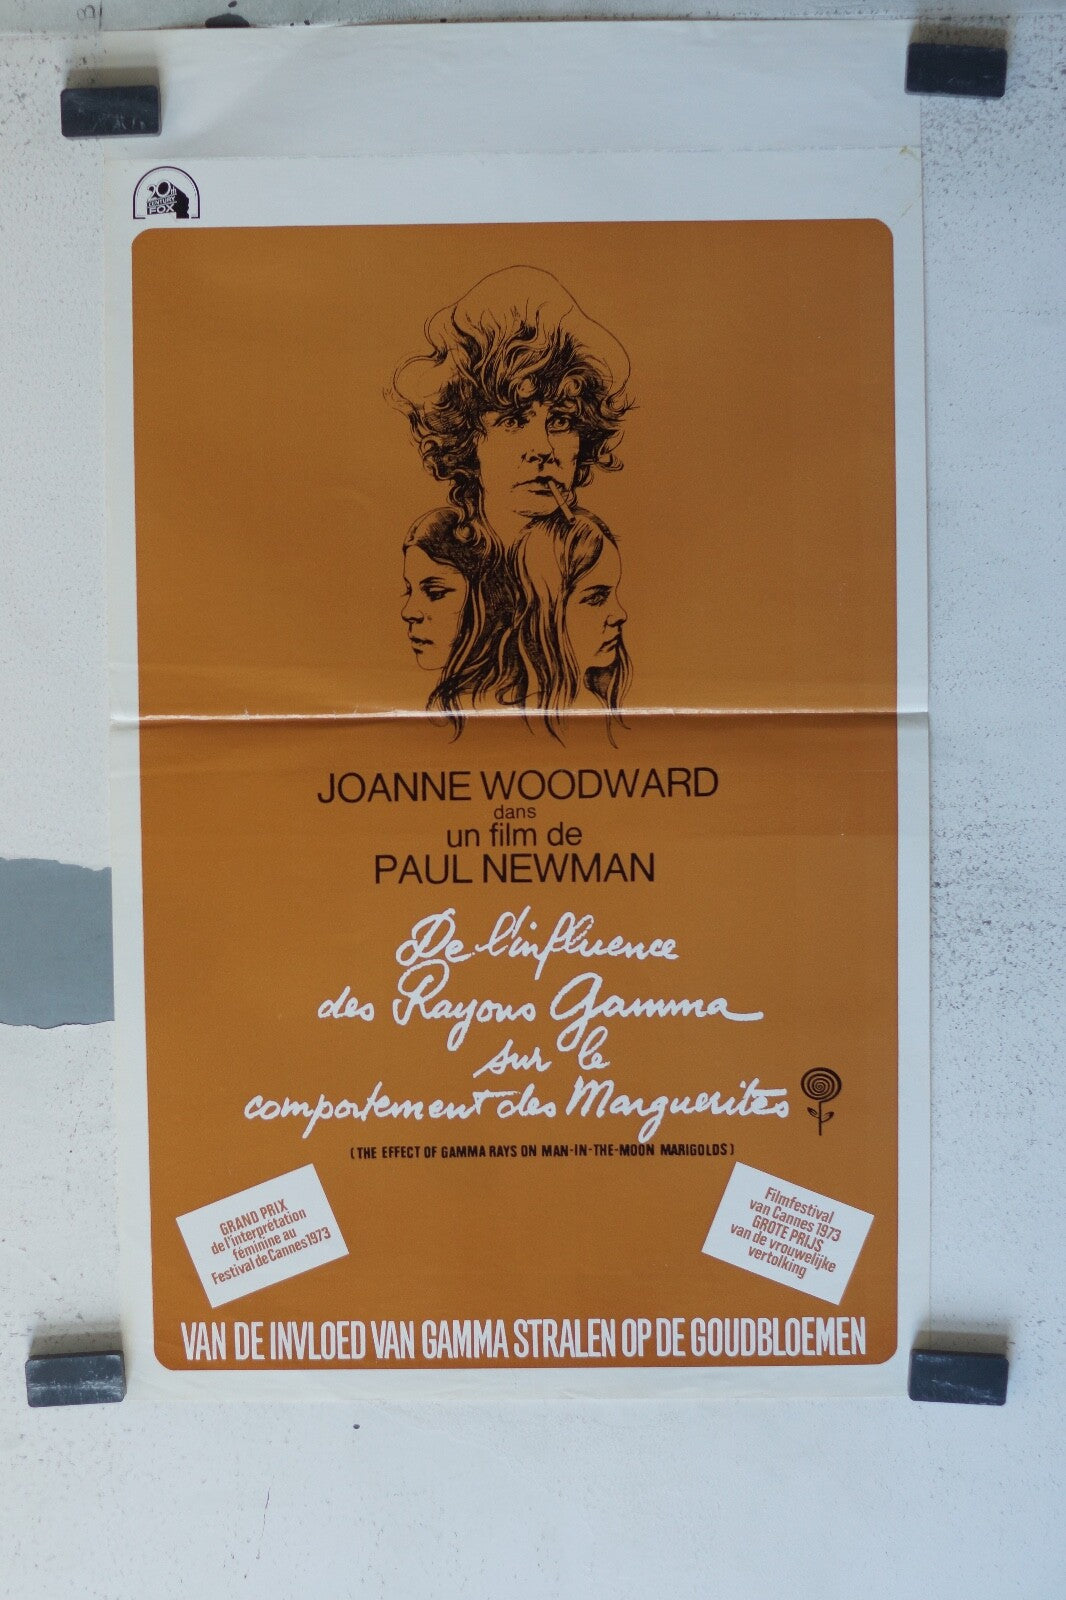 20th
CENTURY
FOX
JOANNE WOODWARD
dans
un film de
PAUL NEWMAN
De l'influence
des Rayons Gamma
sur le
comportement des Marguerites
(THE EFFECT OF GAMMA RAYS ON MAN-IN-THE-MOON MARIGOLDS)
GRAND PRIX
de l'interprétation
féminine au
Festival de Cannes 1973
Filmfestival
van Cannes 1973
GROTE PRIJS
van de vrouwelijke
vertolking
VAN DE INVLOED VAN GAMMA STRALEN OP DE GOUDBLOEMEN